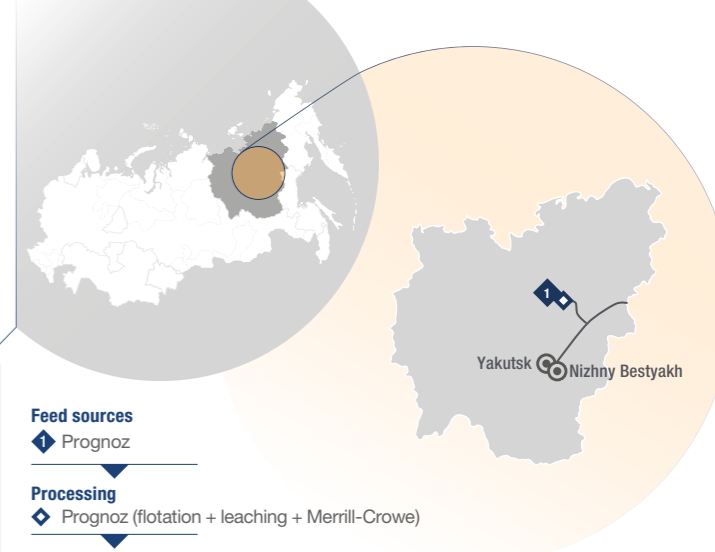 1
Yakutsk
Nizhny Bestyakh
Feed sources
1 Prognoz
Processing
Prognoz (flotation + leaching + Merrill-Crowe)